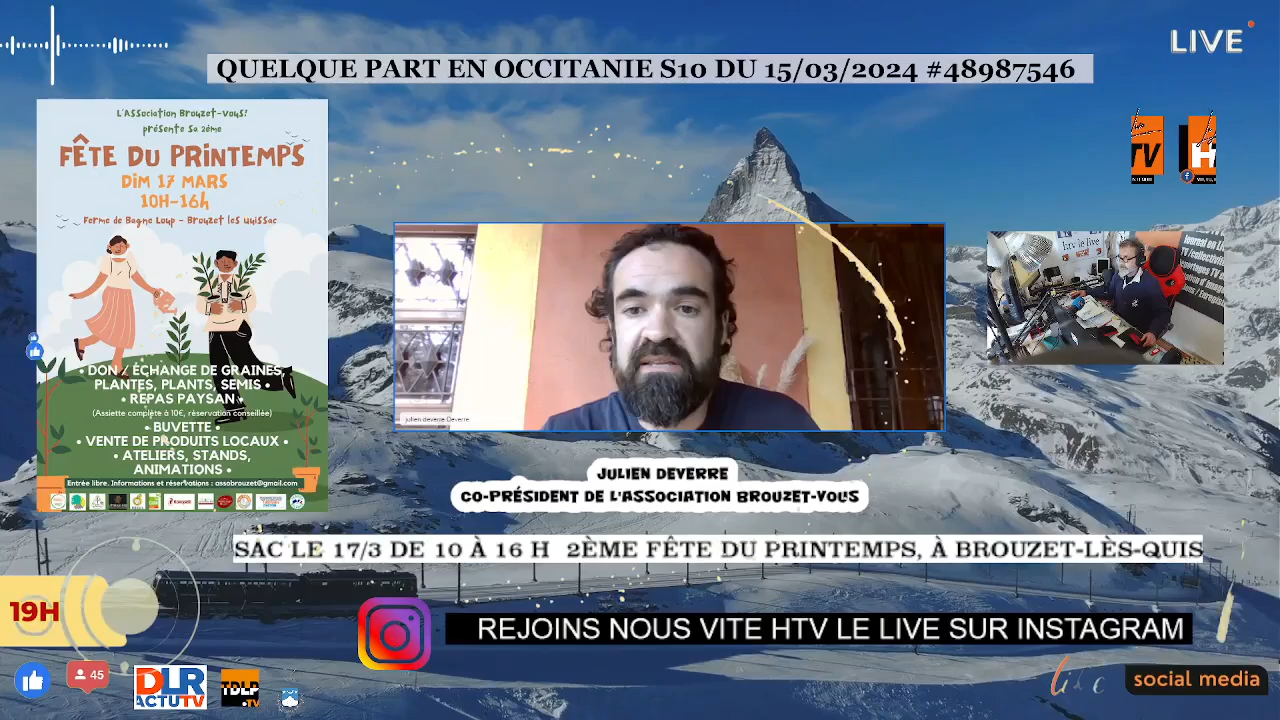 LIVE
QUELQUE PART EN OCCITANIE S10 DU 15/03/2024 #48987546
L'ASSociation Brouzet-vouS!
présente Sa 2ème
FÊTE DU PRiNTEMPS
DiM 17 MARS
10H-16h
Ferme de Bagne Loup - Brouzet les Quissac
• DON / ÉCHANGE DE GRAINES,
PLANTES, PLANTS, SEMIS •
• REPAS PAYSAN •
(Assiette complète à 10€, réservation conseillée)
• BUVETTE •
• VENTE DE PRODUITS LOCAUX •
• ATELIERS, STANDS,
ANIMATIONS •
Entrée libre. Informations et réservations : assobrouzet@gmail.com
TV
H
htv le live
julien deverre Deverre
JULIEN DEVERRE
CO-PRÉSIDENT DE L'ASSOCIATION BROUZET-VOUS
SAC LE 17/3 DE 10 À 16 H 2ÈME FÊTE DU PRINTEMPS, À BROUZET-LÈS-QUIS
19H
REJOINS NOUS VITE HTV LE LIVE SUR INSTAGRAM
45
DLR
ACTUTV
TDLP
.TV
live
social media